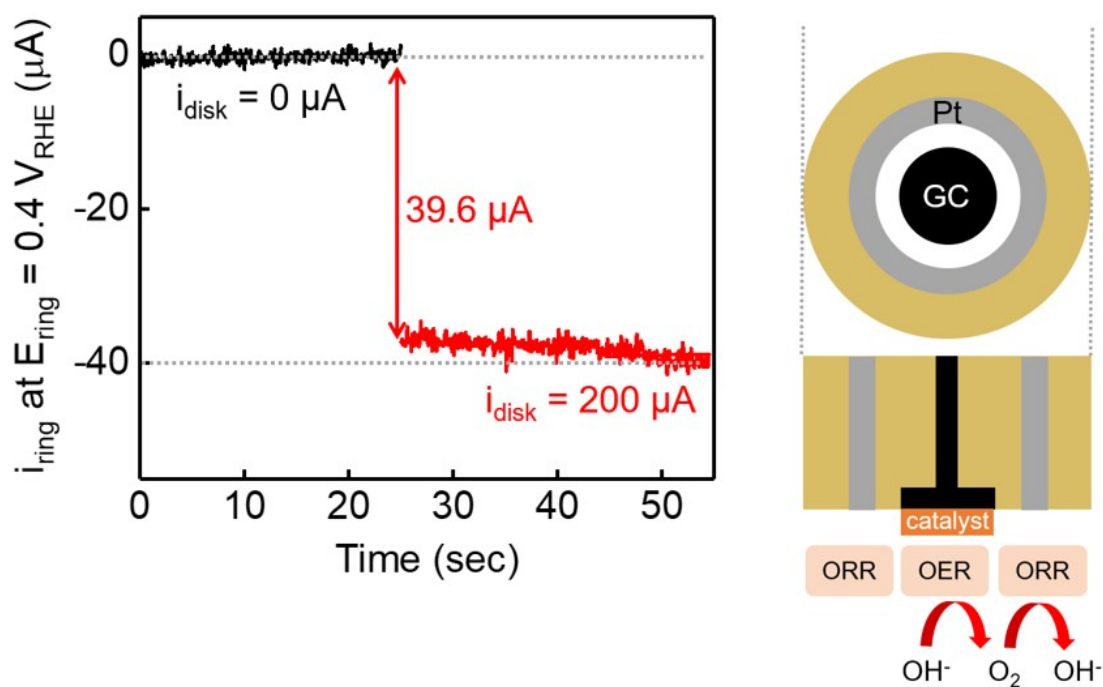 i_ring at E_ring = 0.4 V_RHE (µA)
0
-20
-40
i_disk = 0 µA
39.6 µA
i_disk = 200 µA
0 10 20 30 40 50
Time (sec)
Pt
GC
catalyst
ORR OER ORR
OH⁻ O₂ OH⁻